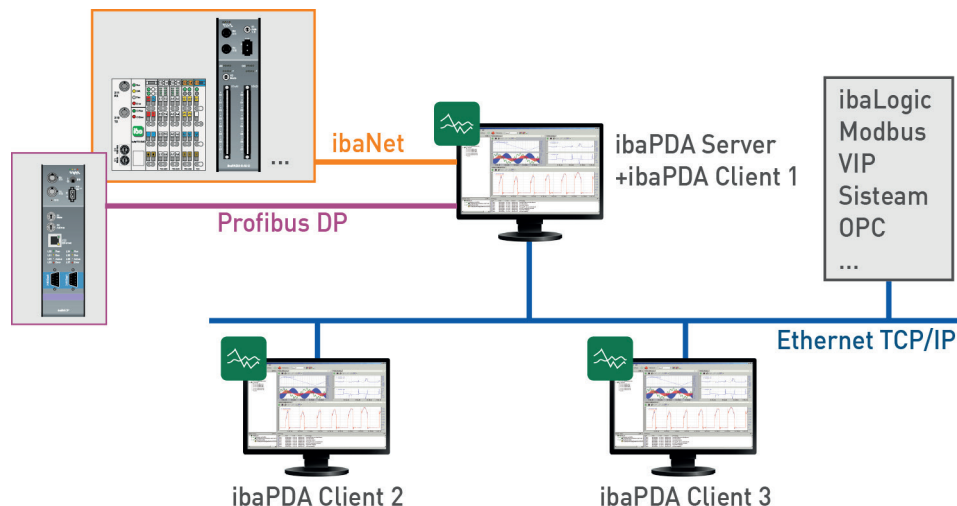 ibaNet
Profibus DP
ibaPDA Server
+ibaPDA Client 1
ibaLogic
Modbus
VIP
Sisteam
OPC
...
Ethernet TCP/IP
ibaPDA Client 2
ibaPDA Client 3
...
iba